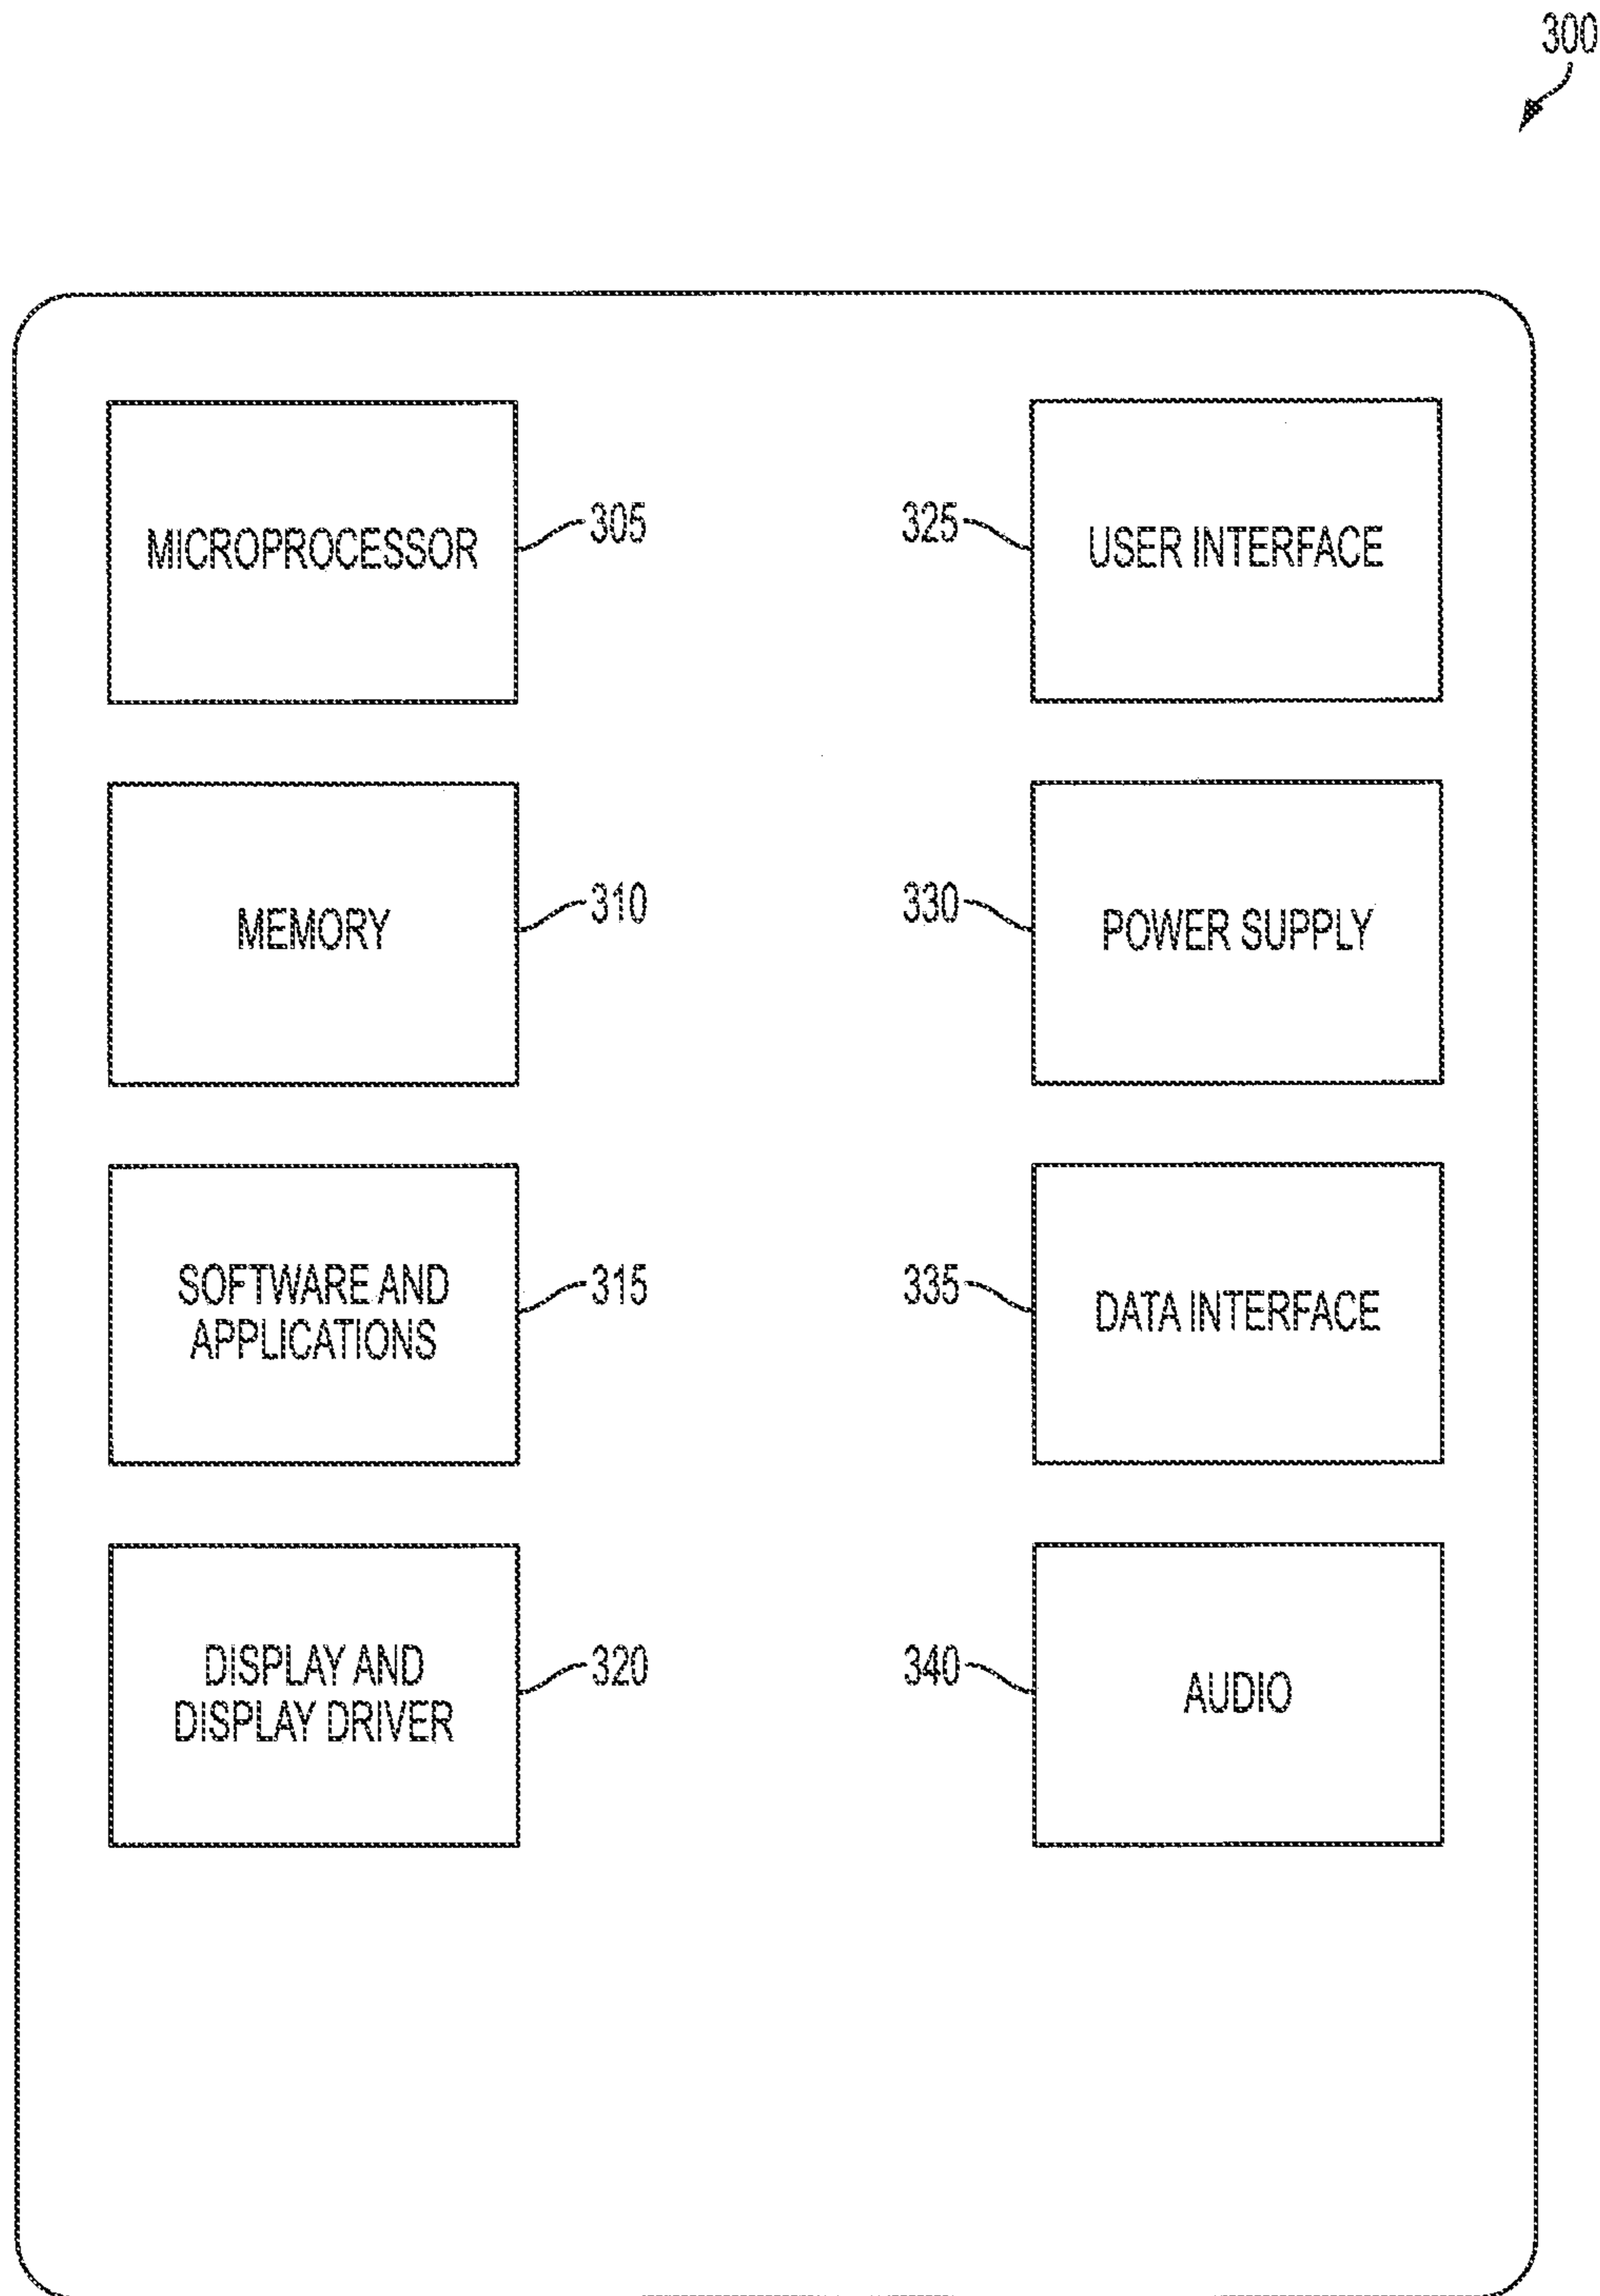 300
MICROPROCESSOR
305
325
USER INTERFACE
MEMORY
310
330
POWER SUPPLY
SOFTWARE AND
APPLICATIONS
315
335
DATA INTERFACE
DISPLAY AND
DISPLAY DRIVER
320
340
AUDIO